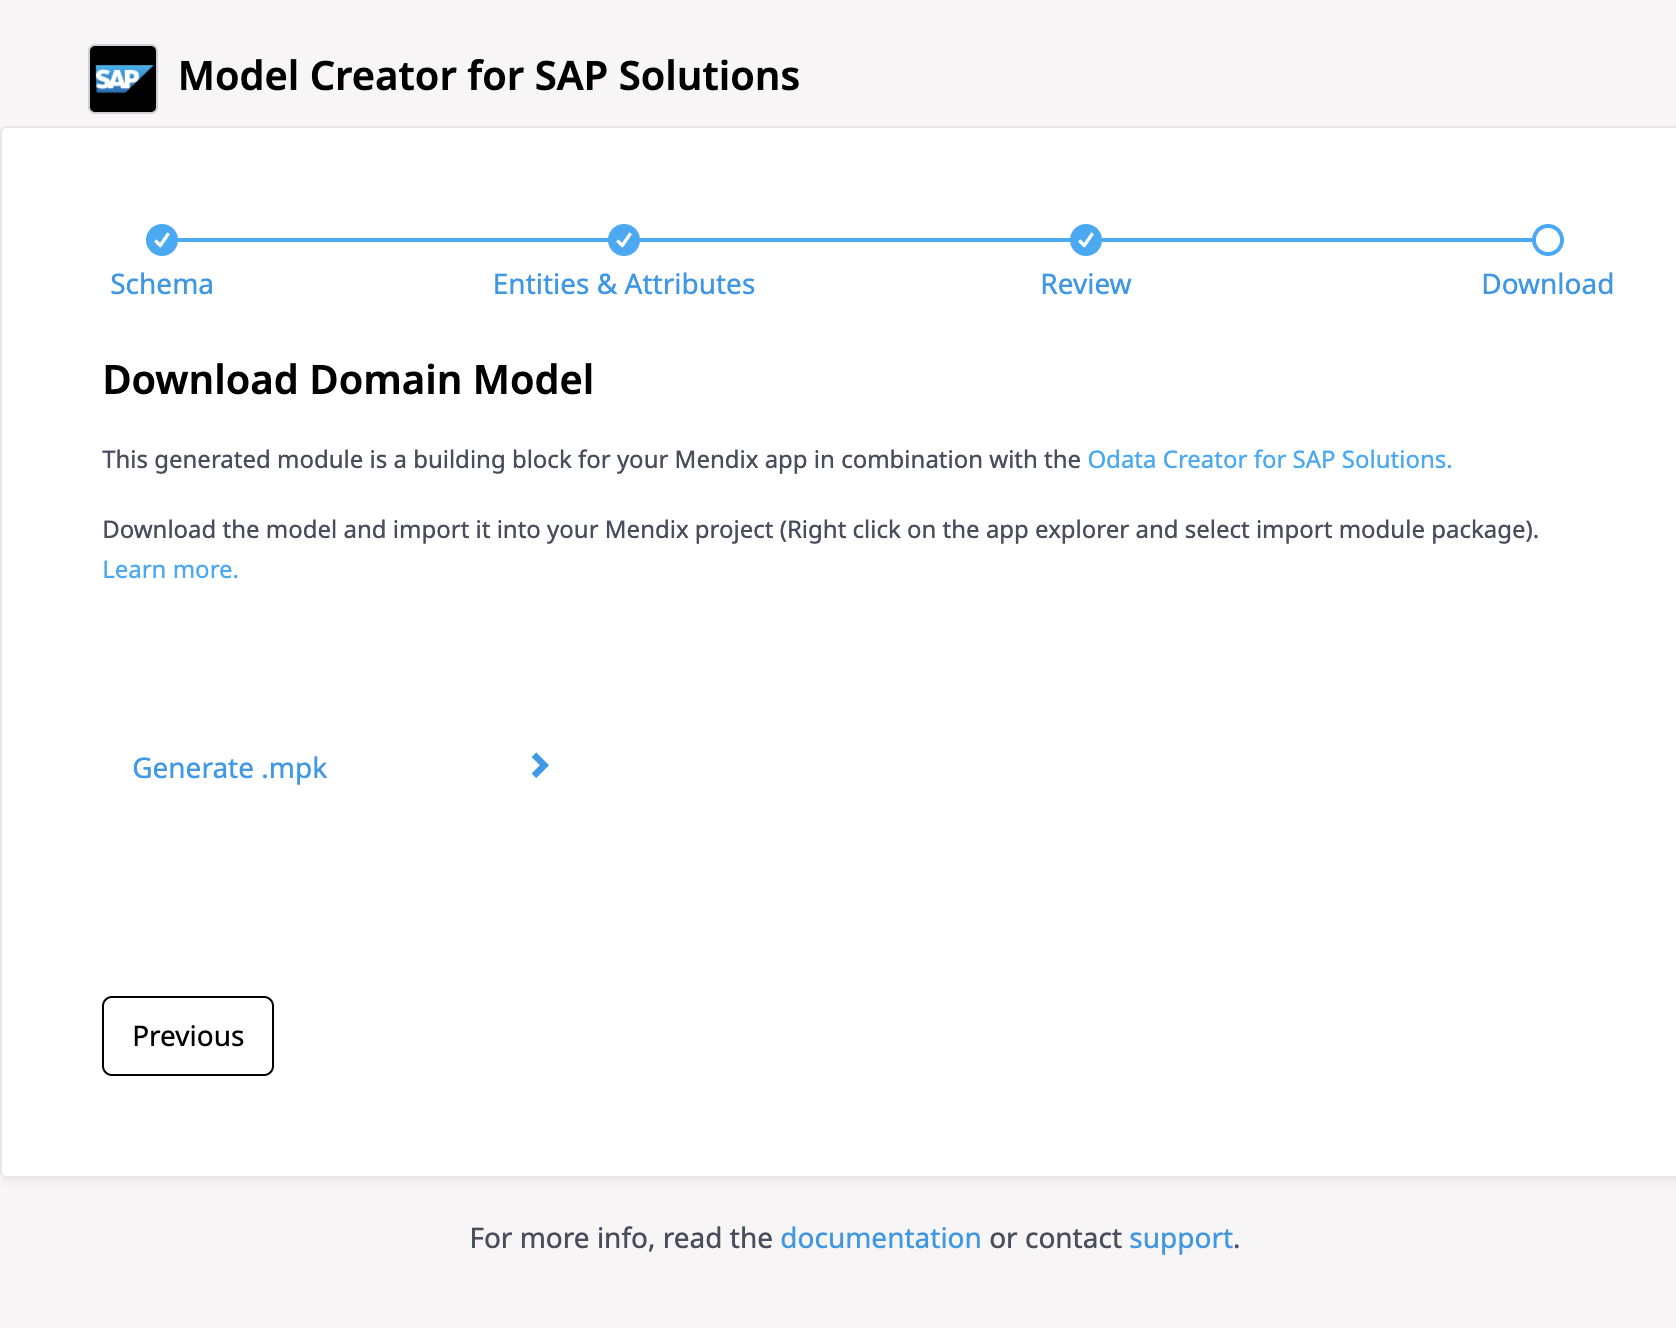 SAP
Model Creator for SAP Solutions
Schema
Entities & Attributes
Review
Download
Download Domain Model
This generated module is a building block for your Mendix app in combination with the Odata Creator for SAP Solutions.
Download the model and import it into your Mendix project (Right click on the app explorer and select import module package).
Learn more.
Generate .mpk
Previous
For more info, read the documentation or contact support.